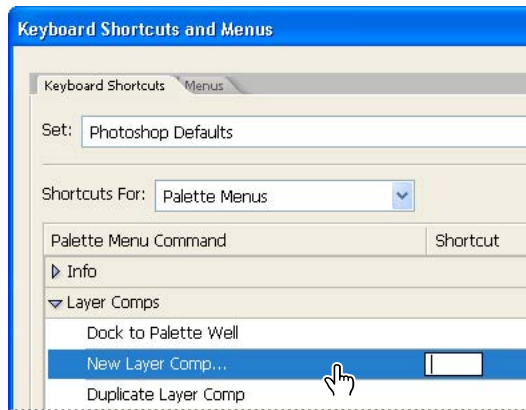 Keyboard Shortcuts and Menus
Keyboard Shortcuts Menus
Set: Photoshop Defaults
Shortcuts For: Palette Menus
Palette Menu Command Shortcut
Info
Layer Comps
Dock to Palette Well
New Layer Comp...
Duplicate Layer Comp